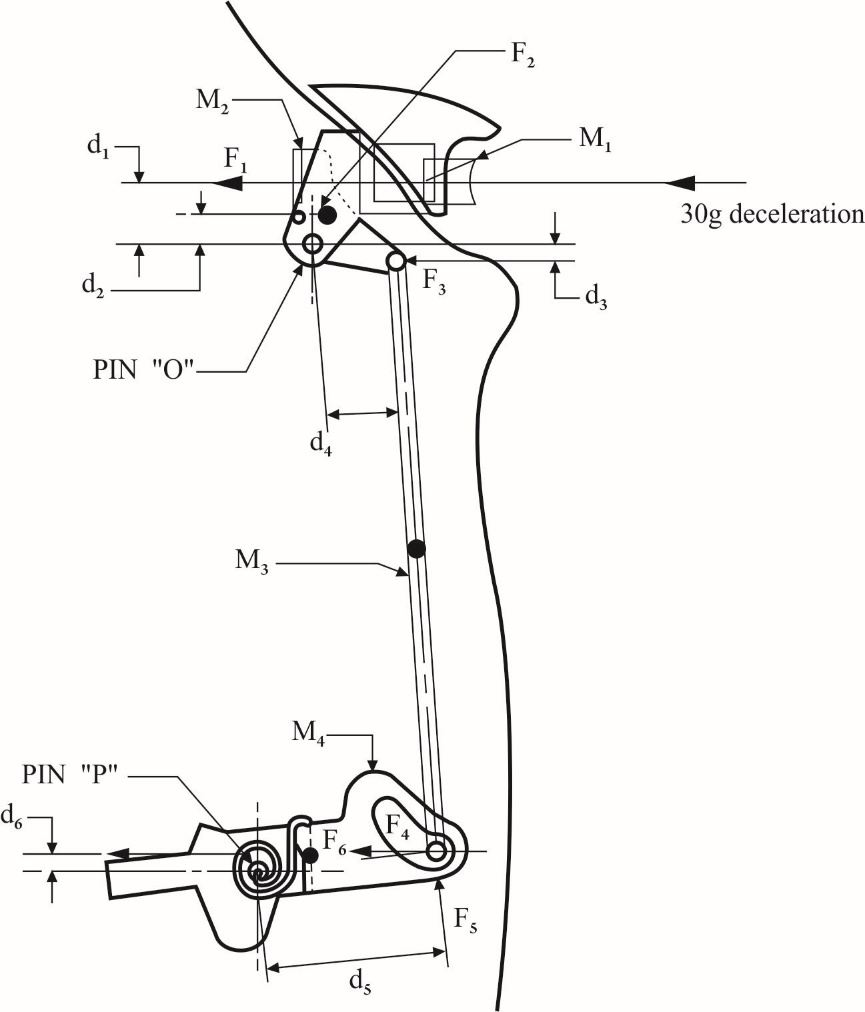 F₂
M₂
M₁
d₁
F₁
30g deceleration
d₂
F₃
d₃
PIN "O"
d₄
M₃
M₄
PIN "P"
d₆
F₆
F₄
F₅
d₅